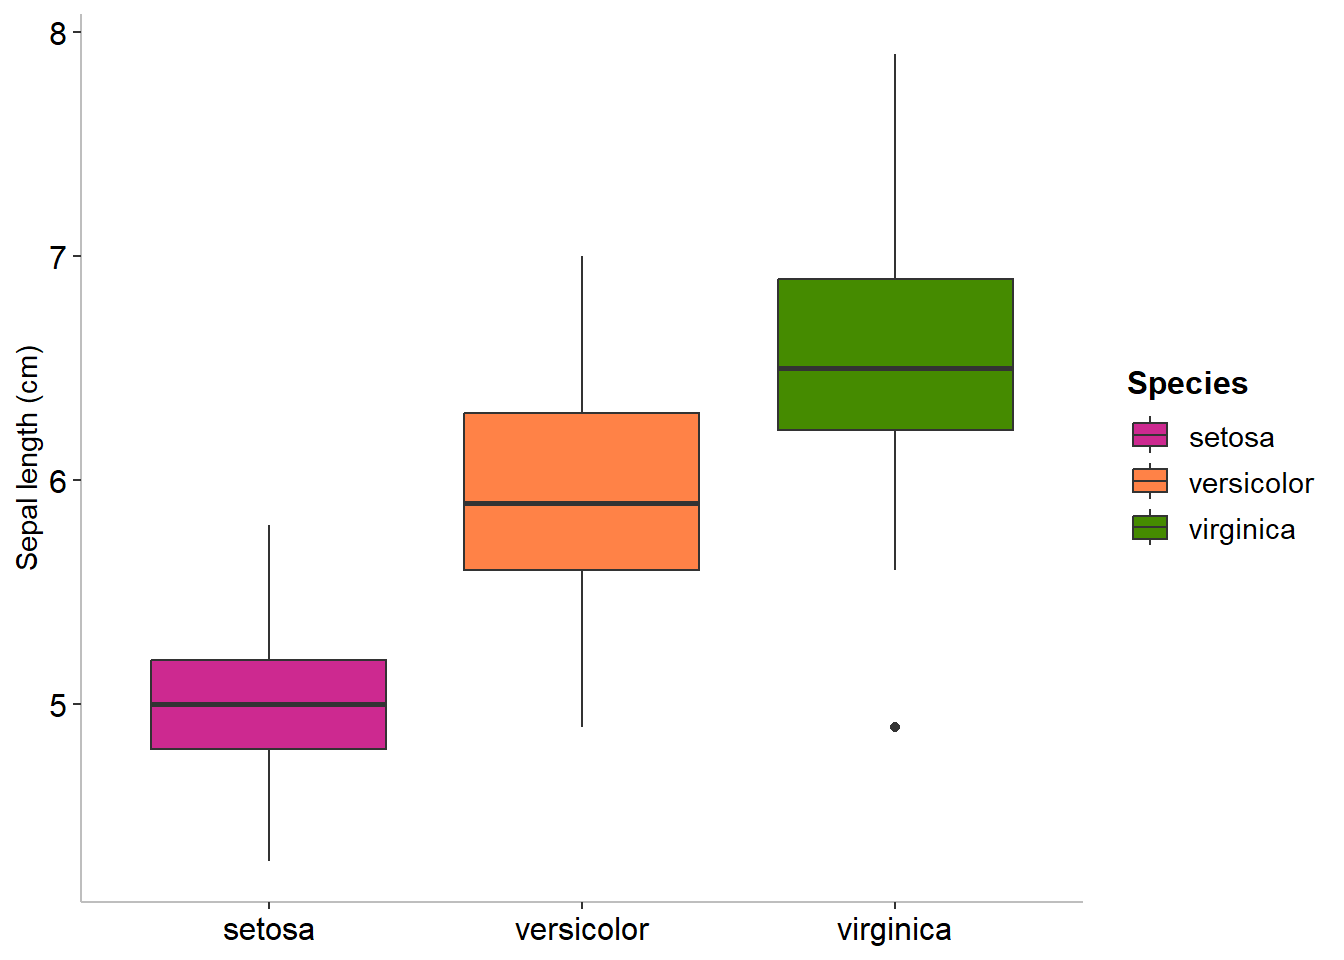 8
7
6
5
Sepal length (cm)
setosa
versicolor
virginica
Species
setosa
versicolor
virginica